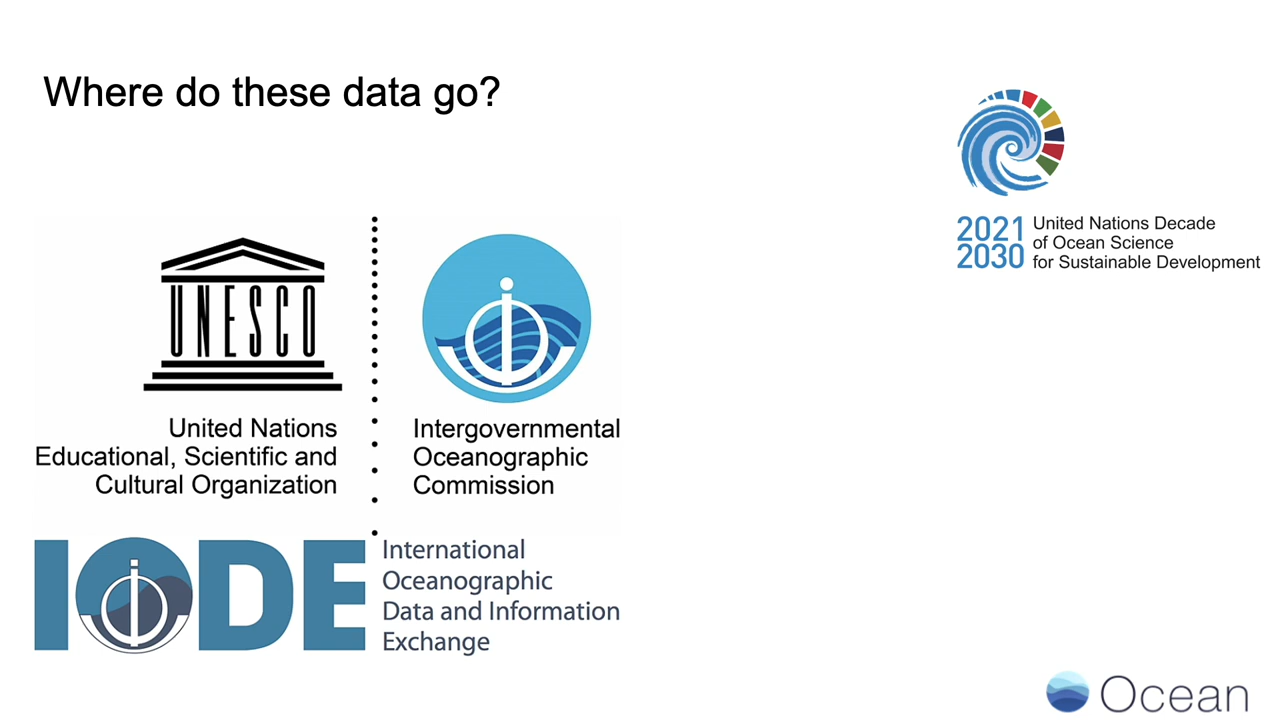 Where do these data go?
2021
2030
United Nations Decade
of Ocean Science
for Sustainable Development
UNESCO
United Nations
Educational, Scientific and
Cultural Organization
Intergovernmental
Oceanographic
Commission
IODE
International
Oceanographic
Data and Information
Exchange
Ocean